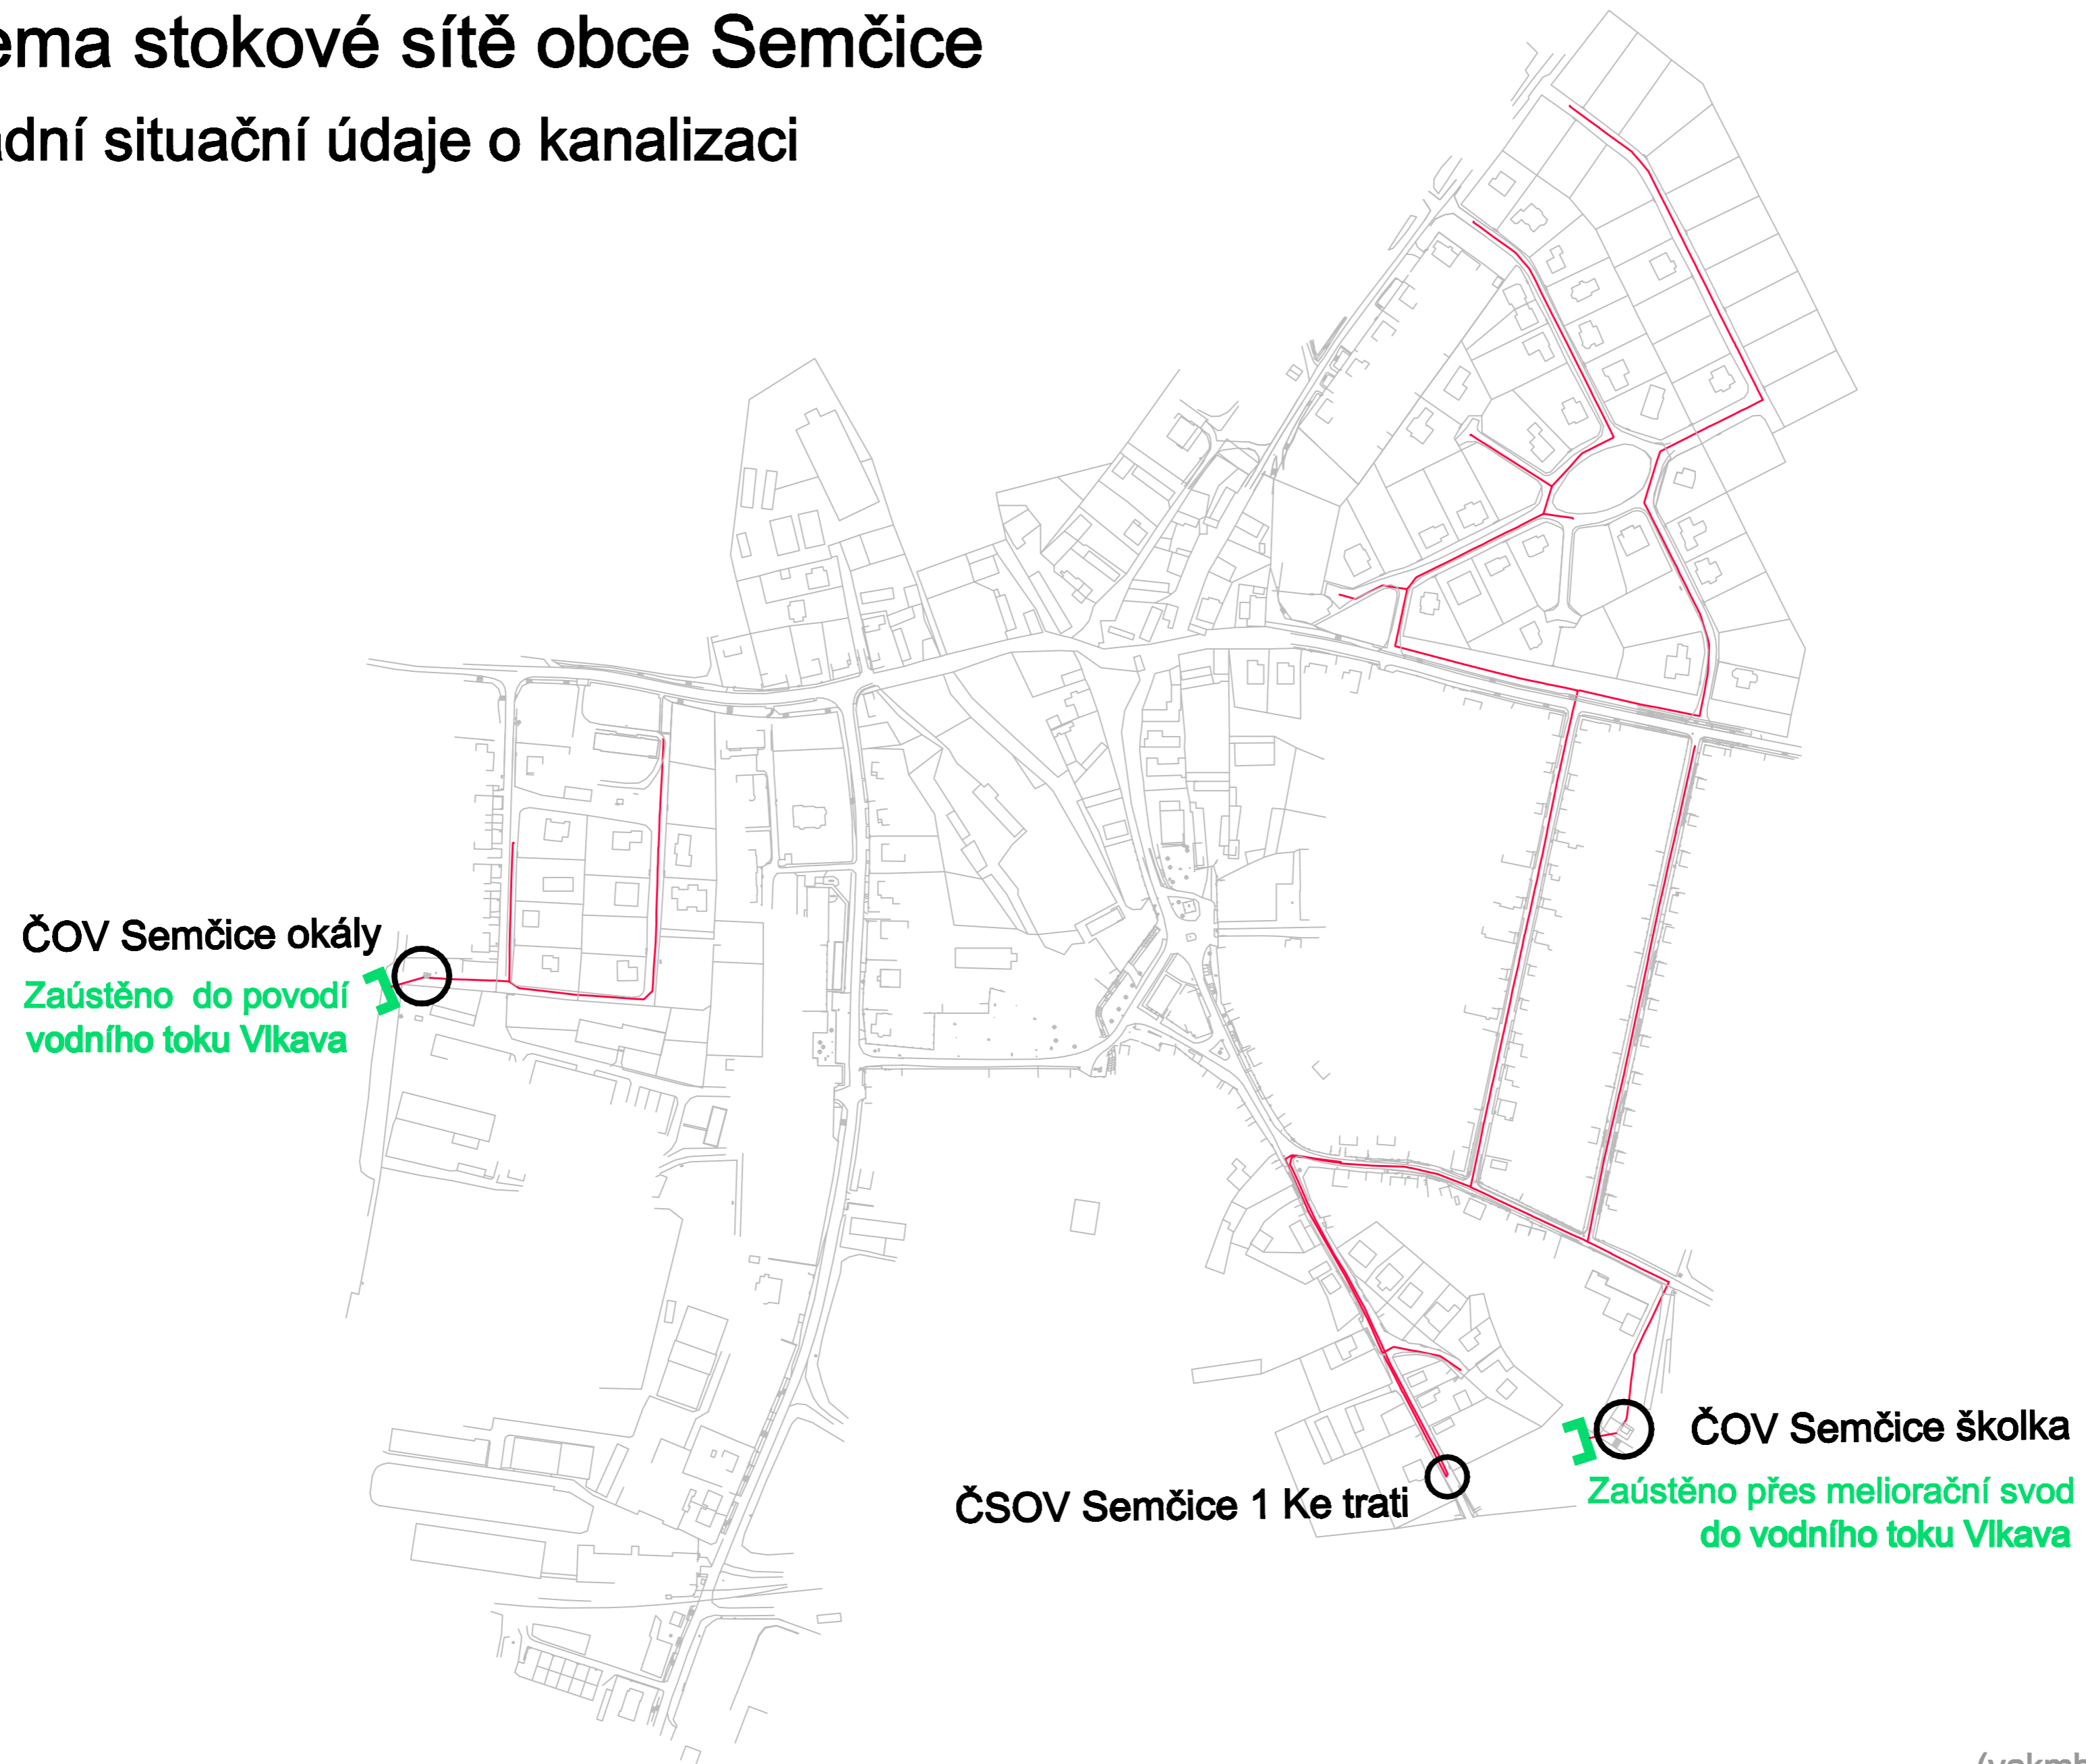 ema stokové sítě obce Semčice
adní situační údaje o kanalizaci
ČOV Semčice okály
Zaústěno do povodí
vodního toku Vlkava
ČOV Semčice školka
ČSOV Semčice 1 Ke trati
Zaústěno přes meliorační svod
do vodního toku Vlkava